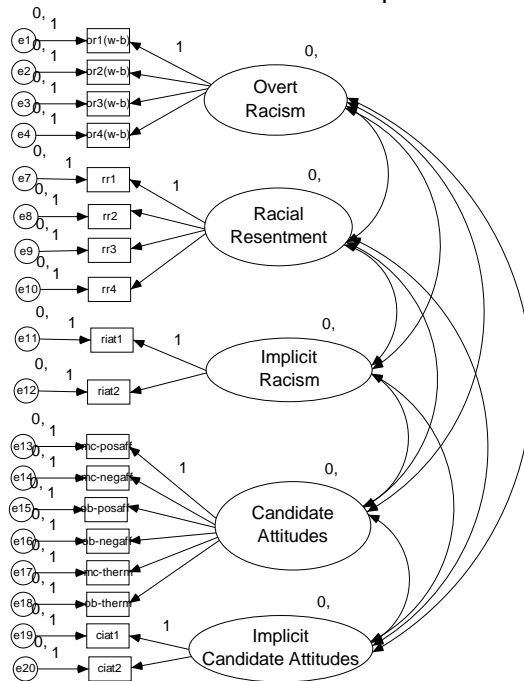 0,
1
e1
or1(w-b)
0,
1
e2
or2(w-b)
0,
1
e3
or3(w-b)
0,
1
e4
or4(w-b)
1
0,
Overt
Racism
0,
1
e7
rr1
0,
1
e8
rr2
0,
1
e9
rr3
0,
1
e10
rr4
1
0,
Racial
Resentment
0,
1
e11
riat1
0,
1
e12
riat2
1
0,
Implicit
Racism
0,
1
e13
mc-posaff
0,
1
e14
mc-negaff
0,
1
e15
ob-posaff
0,
1
e16
ob-negaff
0,
1
e17
mc-therm
0,
1
e18
ob-therm
1
0,
Candidate
Attitudes
0,
1
e19
ciat1
0,
1
e20
ciat2
1
0,
Implicit
Candidate Attitudes